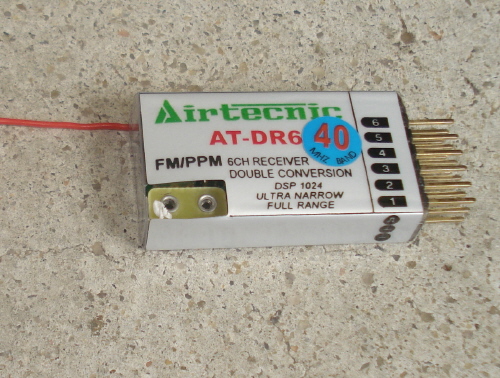 Airtecnic
AT-DR6
40
MHZ BAND
FM/PPM 6CH RECEIVER
DOUBLE CONVERSION
DSP 1024
ULTRA NARROW
FULL RANGE
6
5
4
3
2
1